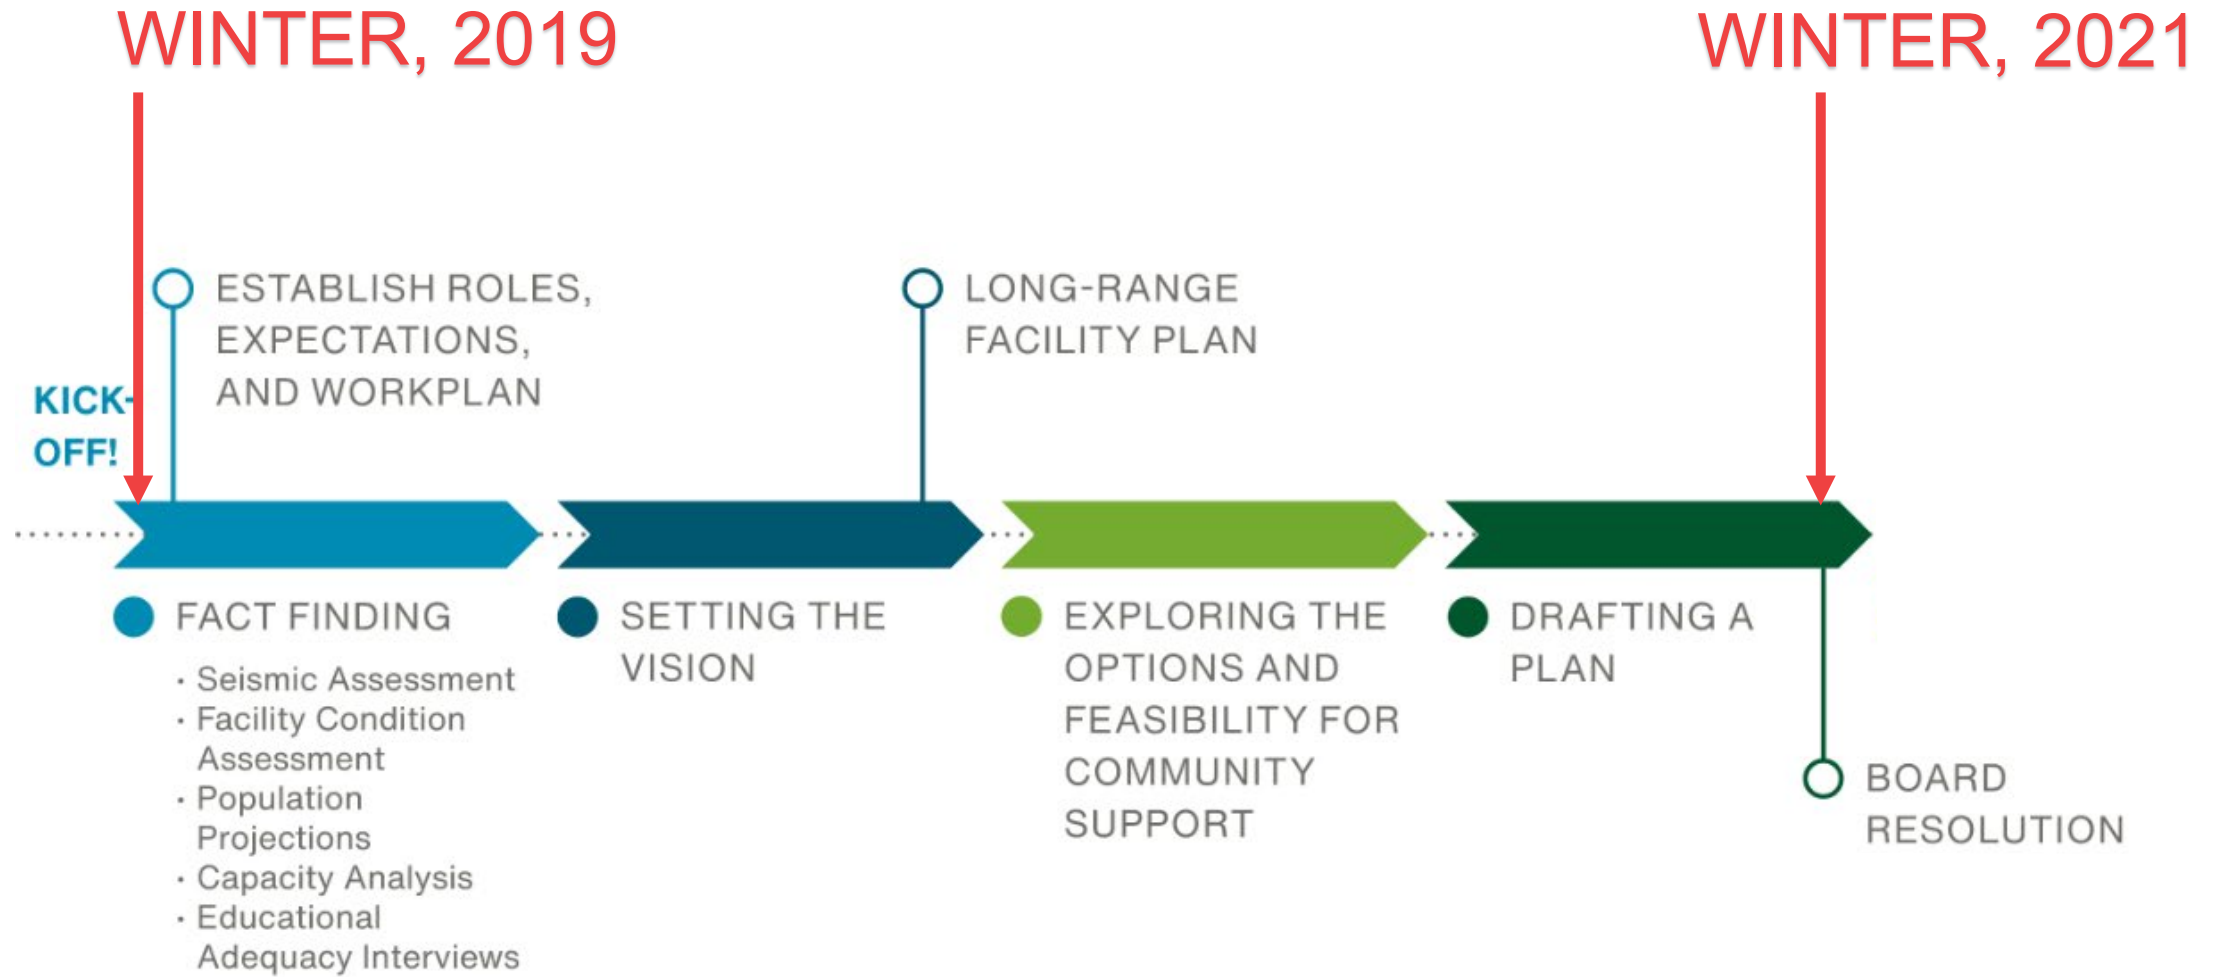 WINTER, 2019
WINTER, 2021
ESTABLISH ROLES,
EXPECTATIONS,
AND WORKPLAN
LONG-RANGE
FACILITY PLAN
KICK-
OFF!
FACT FINDING
· Seismic Assessment
· Facility Condition
Assessment
· Population
Projections
· Capacity Analysis
· Educational
Adequacy Interviews
SETTING THE
VISION
EXPLORING THE
OPTIONS AND
FEASIBILITY FOR
COMMUNITY
SUPPORT
DRAFTING A
PLAN
BOARD
RESOLUTION